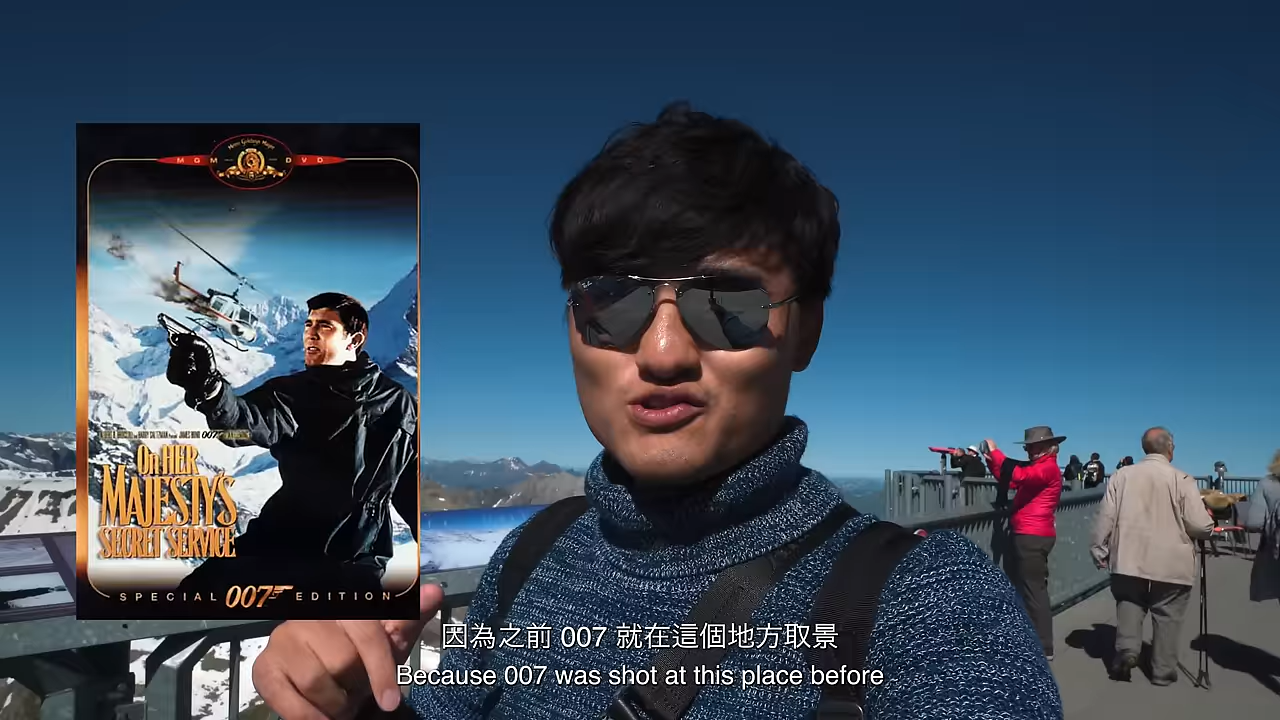 MGM DVD
007
On HER
MAJESTY'S
SECRET SERVICE
SPECIAL 007 EDITION
因為之前 007 就在這個地方取景
Because 007 was shot at this place before